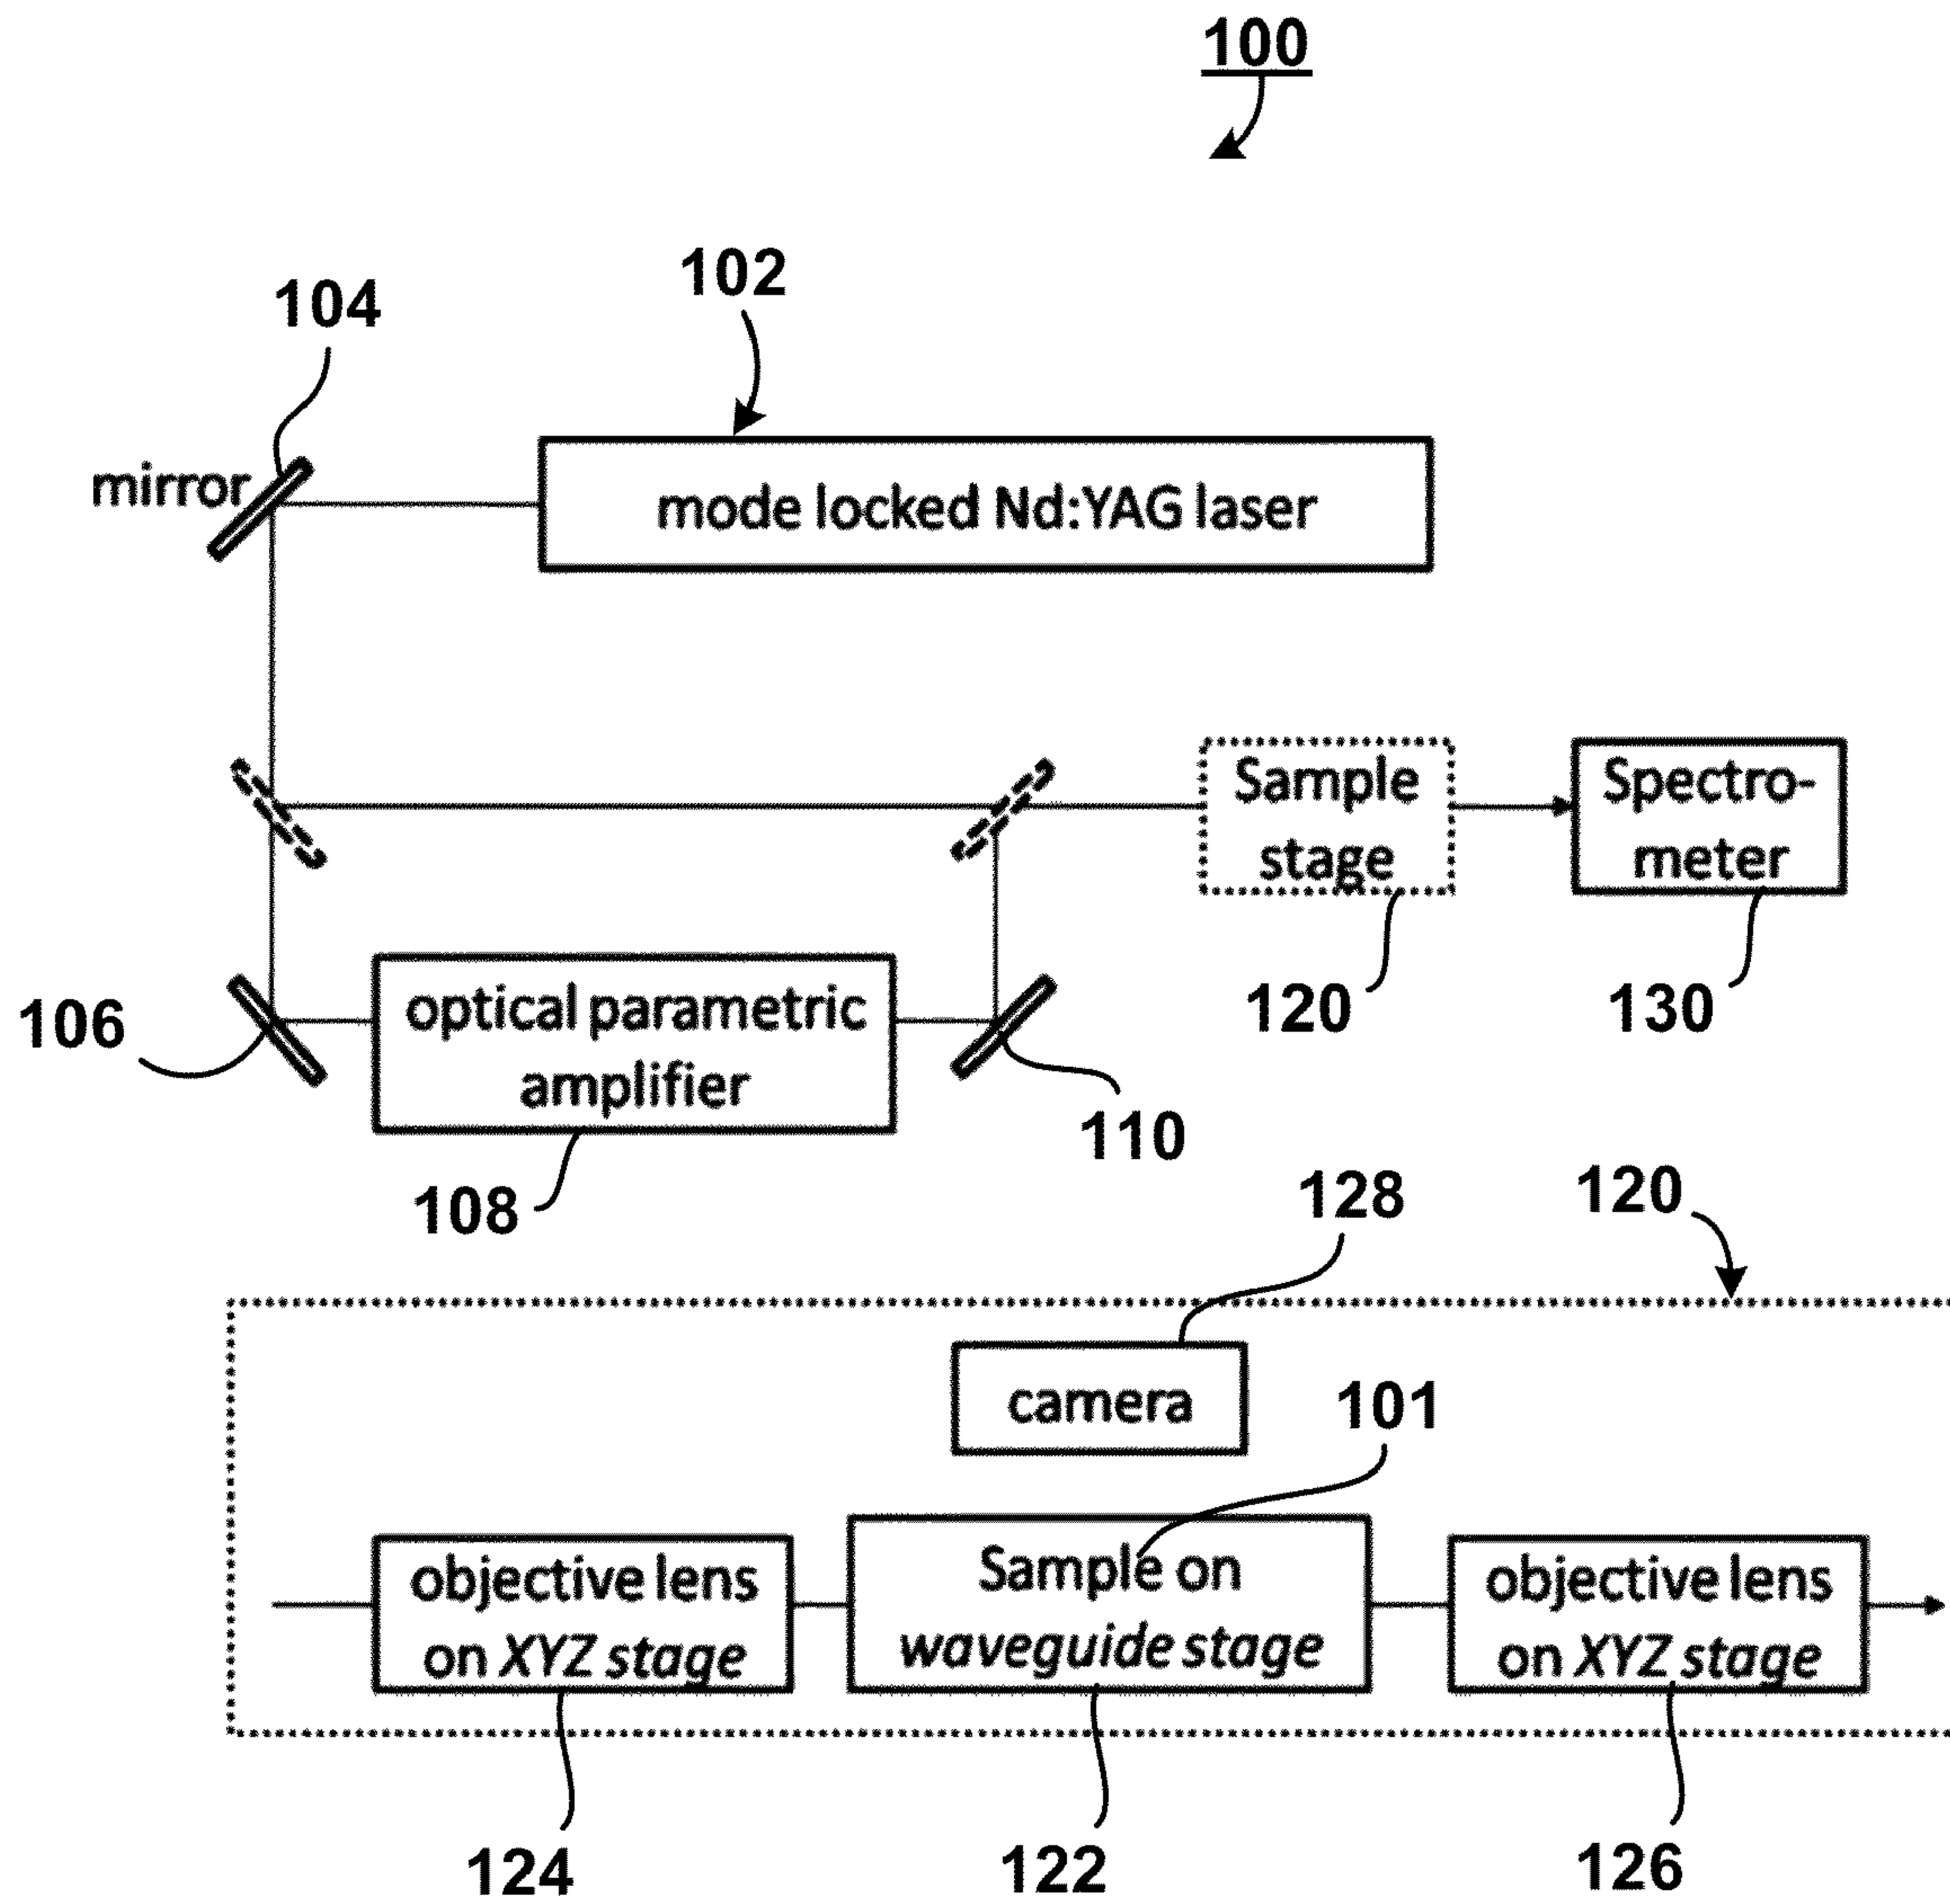 100
102
104
mirror
mode locked Nd:YAG laser
Sample
stage
Spectro-
meter
120
130
106
optical parametric
amplifier
110
108
128
120
camera
101
objective lens
on XYZ stage
Sample on
waveguide stage
objective lens
on XYZ stage
124
122
126